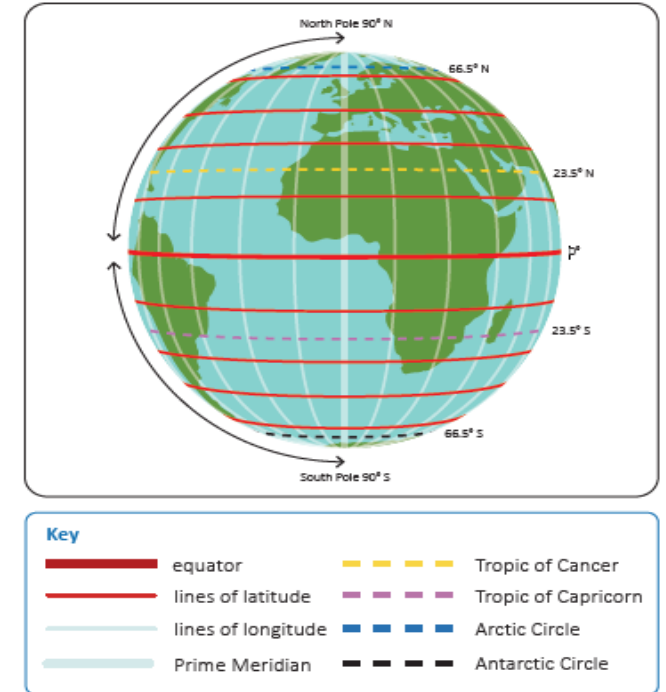 North Pole 90° N
66.5° N
23.5° N
23.5° S
66.5° S
South Pole 90° S
Key
equator
Tropic of Cancer
lines of latitude
Tropic of Capricorn
lines of longitude
Arctic Circle
Prime Meridian
Antarctic Circle